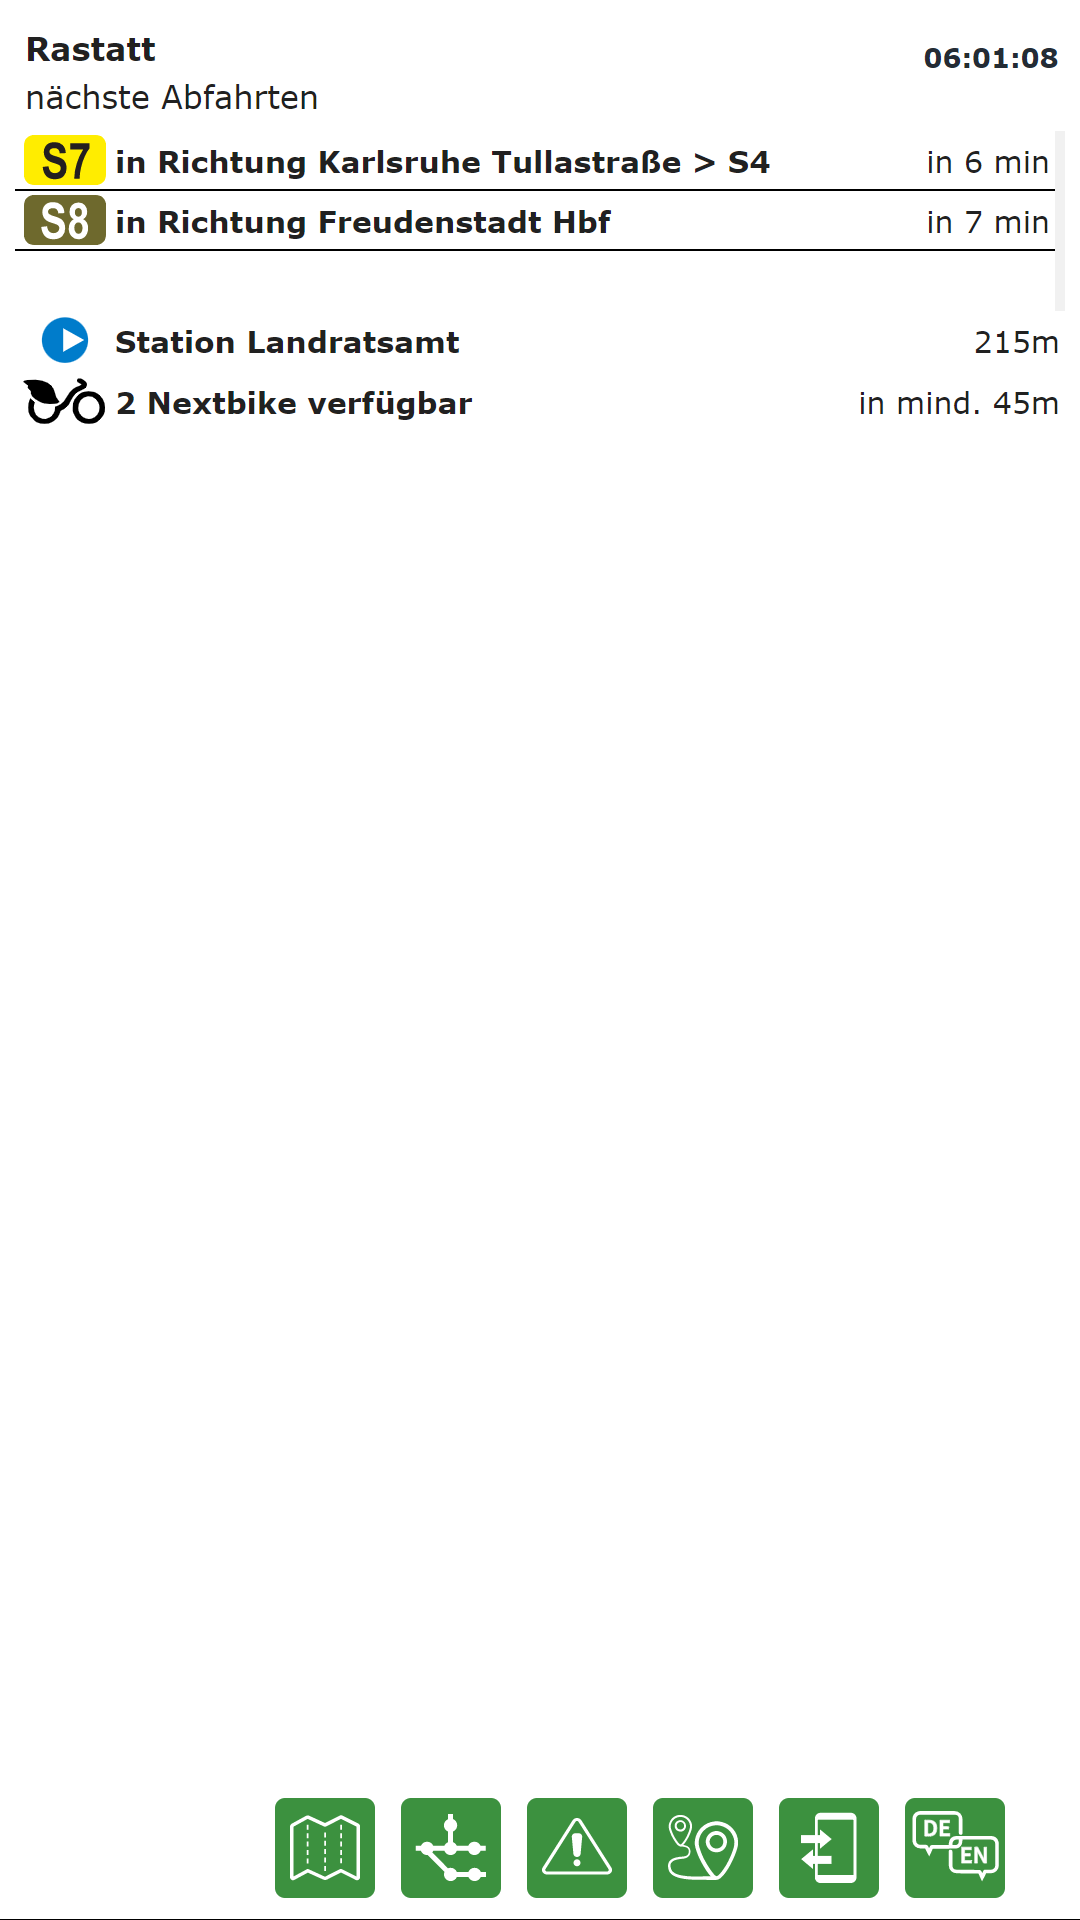 Rastatt
06:01:08
nächste Abfahrten
S7 in Richtung Karlsruhe Tullastraße > S4 in 6 min
S8 in Richtung Freudenstadt Hbf in 7 min
Station Landratsamt 215m
2 Nextbike verfügbar in mind. 45m
DE
EN